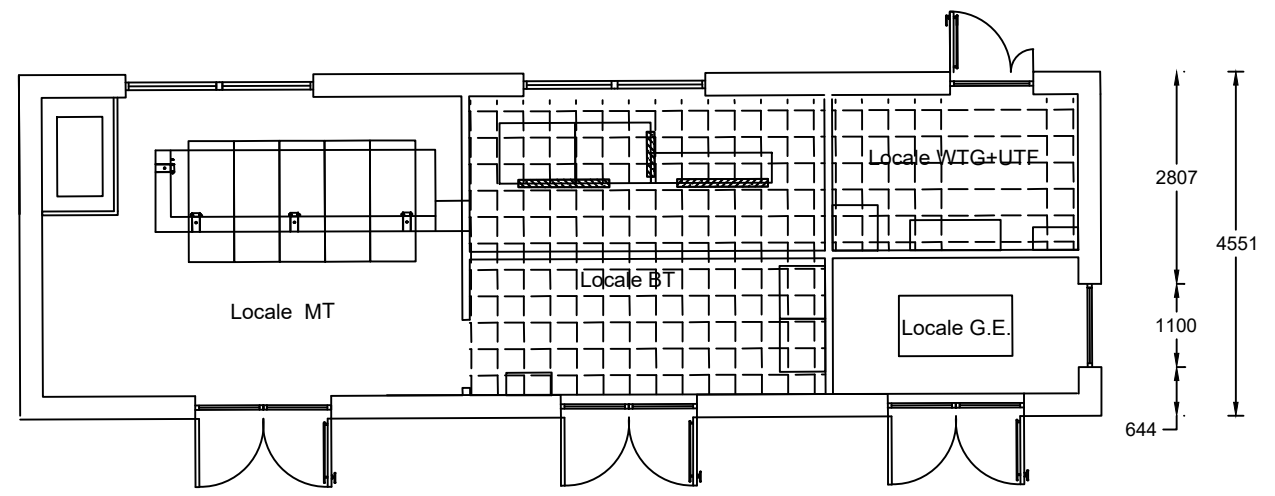 Locale WTG+UTF
2807
4551
Locale BT
Locale MT
Locale G.E.
1100
644